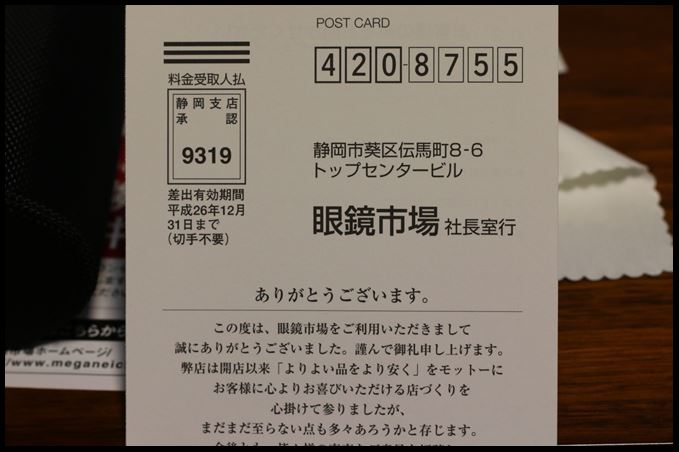 POST CARD
420-8755
料金受取人払
静岡支店
承認
9319
差出有効期間
平成26年12月
31日まで
(切手不要)
静岡市葵区伝馬町8-6
トップセンタービル
眼鏡市場 社長室行
ありがとうございます。
この度は、眼鏡市場をご利用いただきまして
誠にありがとうございました。謹んで御礼申し上げます。
弊店は開店以来「よりよい品をより安く」をモットーに
お客様に心よりお喜びいただける店づくりを
心掛けて参りましたが、
まだまだ至らない点も多々あろうかと存じます。
こちらから
市場ホームページ/
/www.meganeic